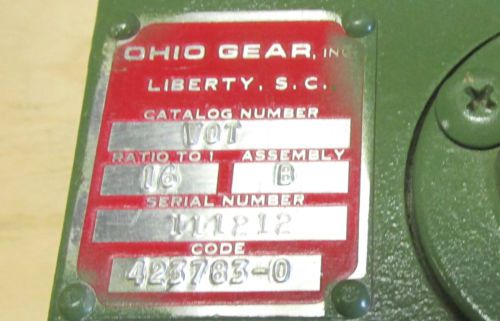 OHIO GEAR, INC
LIBERTY, S.C.
CATALOG NUMBER
VOT
RATIO TO 1 ASSEMBLY
16 B
SERIAL NUMBER
111212
CODE
423783-0